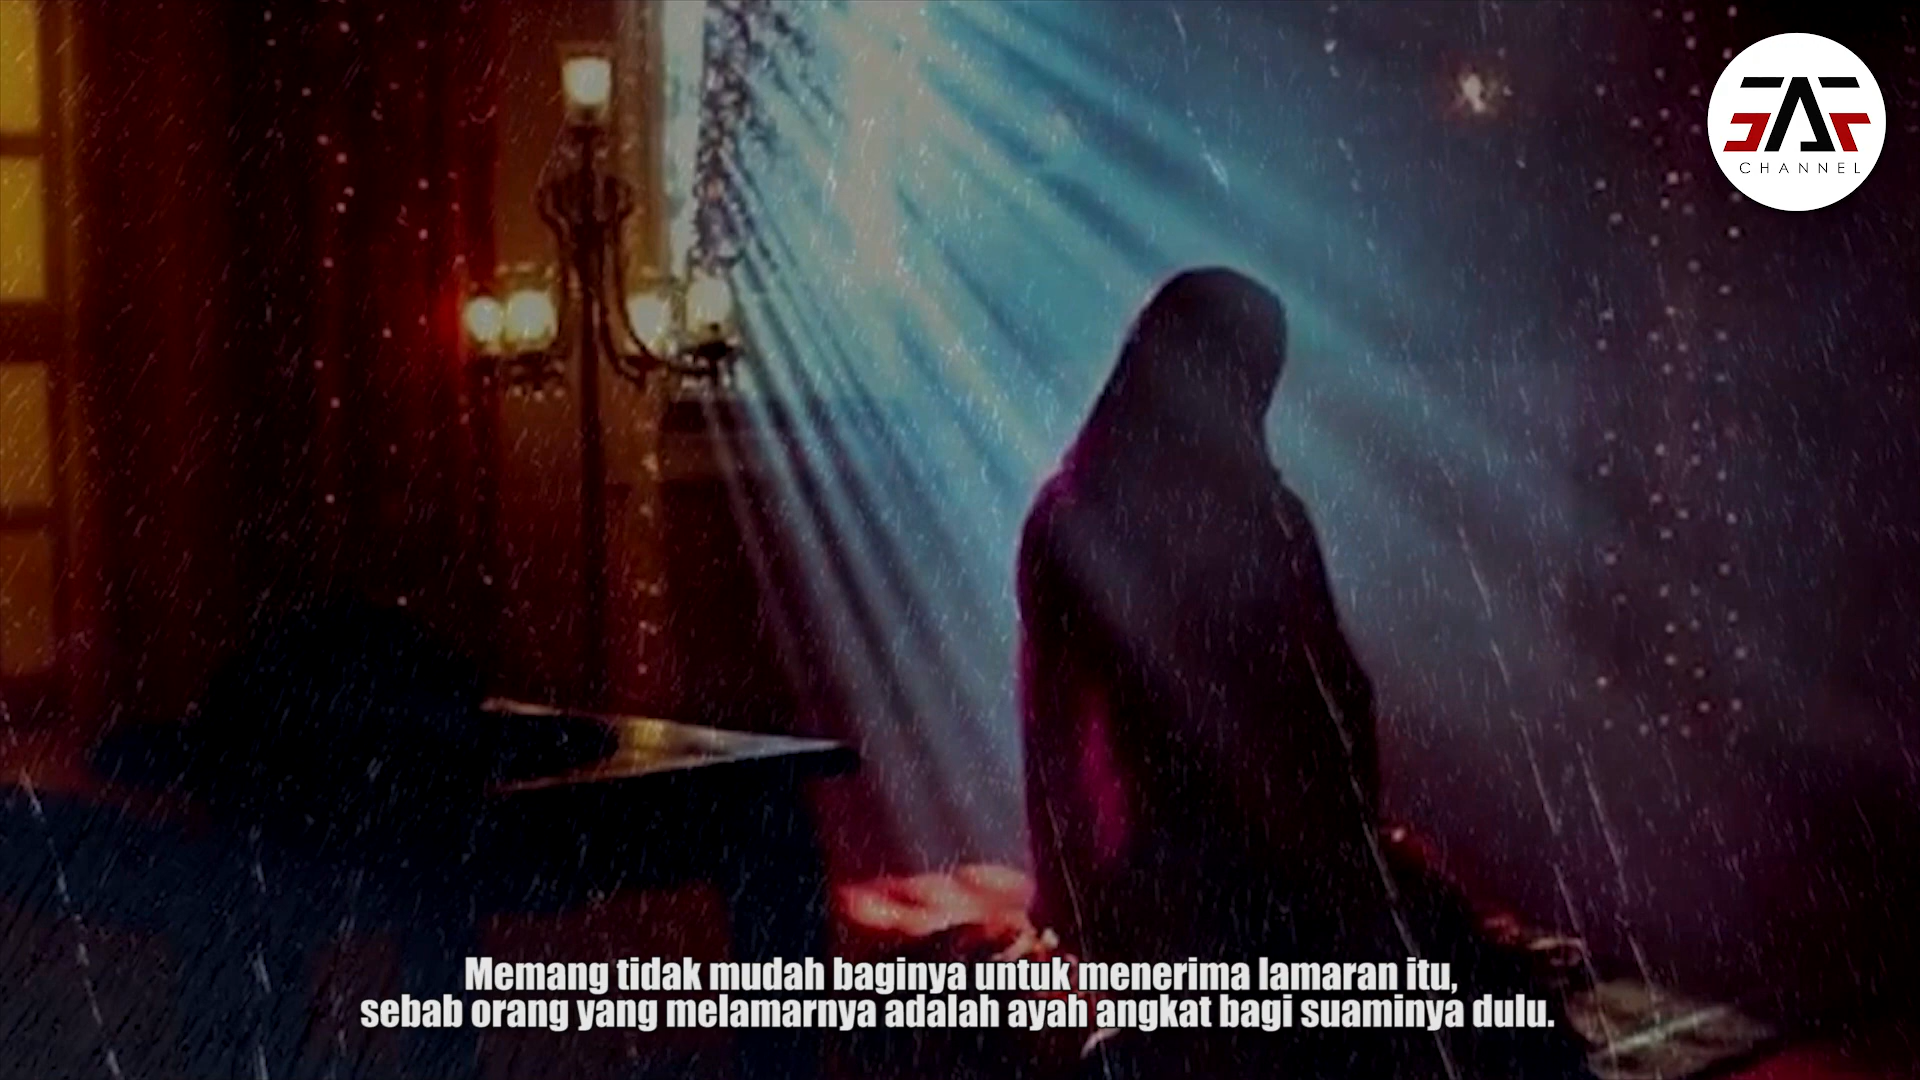 CHANNEL
Memang tidak mudah baginya untuk menerima lamaran itu,
sebab orang yang melamarnya adalah ayah angkat bagi suaminya dulu.